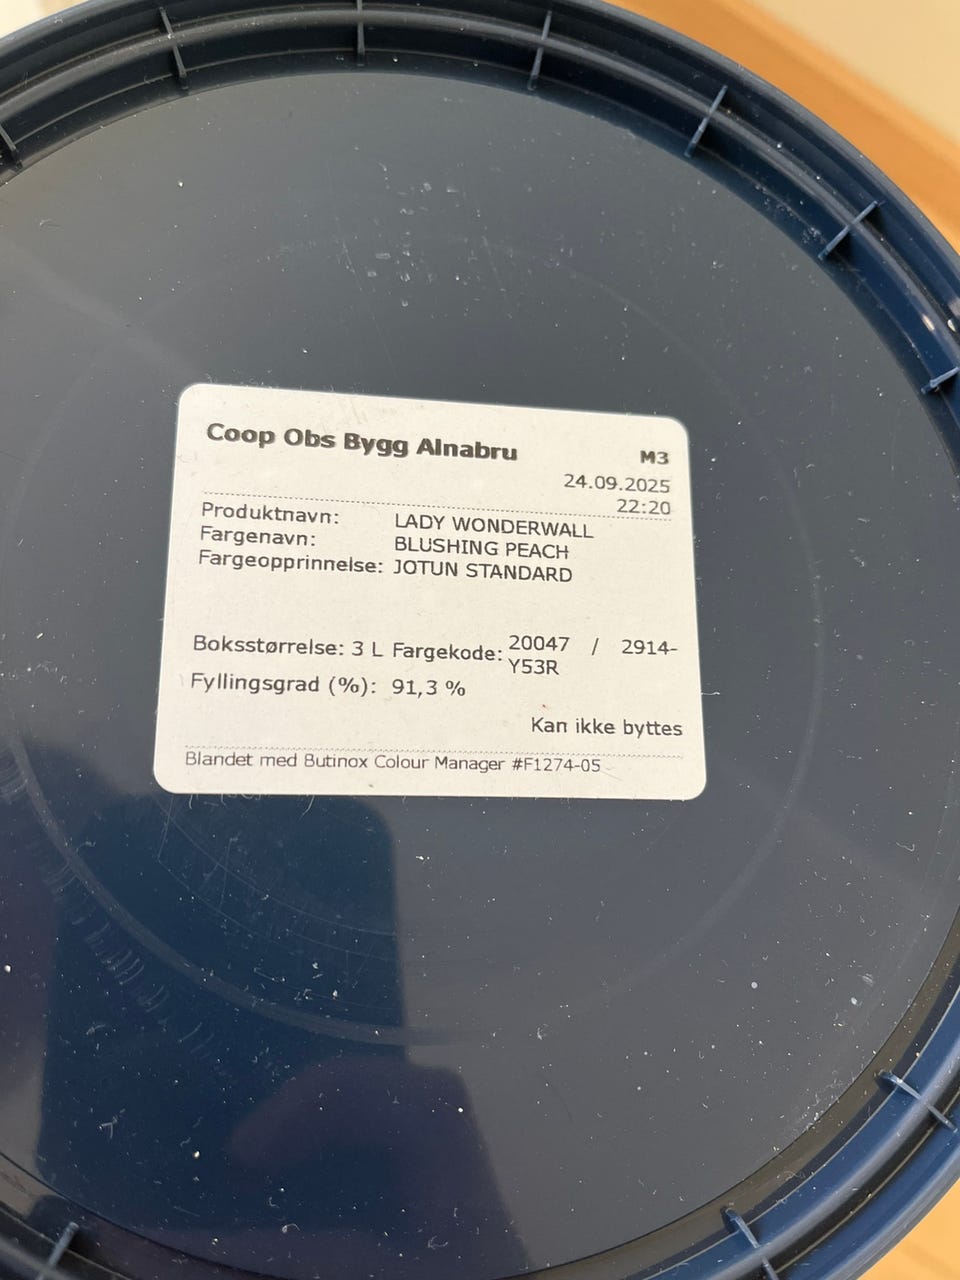 Coop Obs Bygg Alnabru
M3
24.09.2025
22:20
Produktnavn: LADY WONDERWALL
Fargenavn: BLUSHING PEACH
Fargeopprinnelse: JOTUN STANDARD
Boksstørrelse: 3 L Fargekode: 20047 / 2914-
Y53R
Fyllingsgrad (%): 91,3 %
Kan ikke byttes
Blandet med Butinox Colour Manager #F1274-05